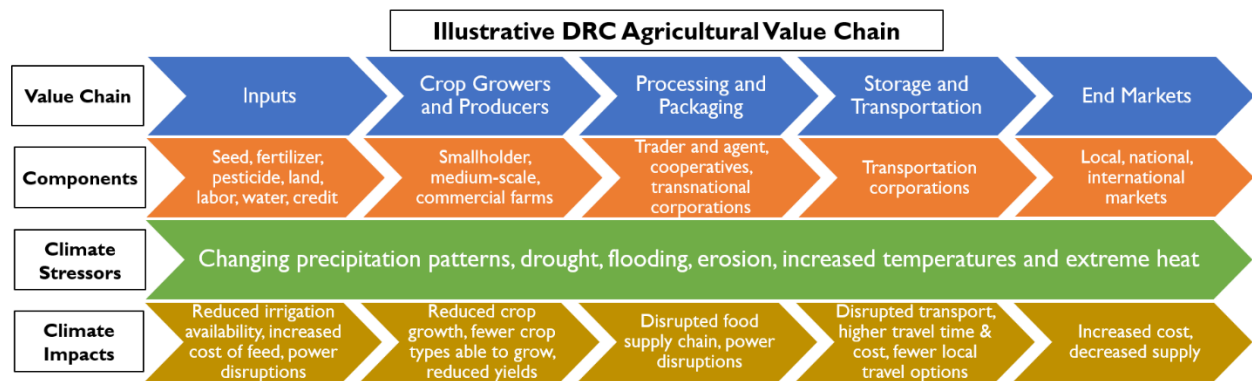 Illustrative DRC Agricultural Value Chain
Value Chain
Inputs
Crop Growers
and Producers
Processing and
Packaging
Storage and
Transportation
End Markets
Components
Seed, fertilizer,
pesticide, land,
labor, water, credit
Smallholder,
medium-scale,
commercial farms
Trader and agent,
cooperatives,
transnational
corporations
Transportation
corporations
Local, national,
international
markets
Climate
Stressors
Changing precipitation patterns, drought, flooding, erosion, increased temperatures and extreme heat
Climate
Impacts
Reduced irrigation
availability, increased
cost of feed, power
disruptions
Reduced crop
growth, fewer crop
types able to grow,
reduced yields
Disrupted food
supply chain, power
disruptions
Disrupted transport,
higher travel time &
cost, fewer local
travel options
Increased cost,
decreased supply